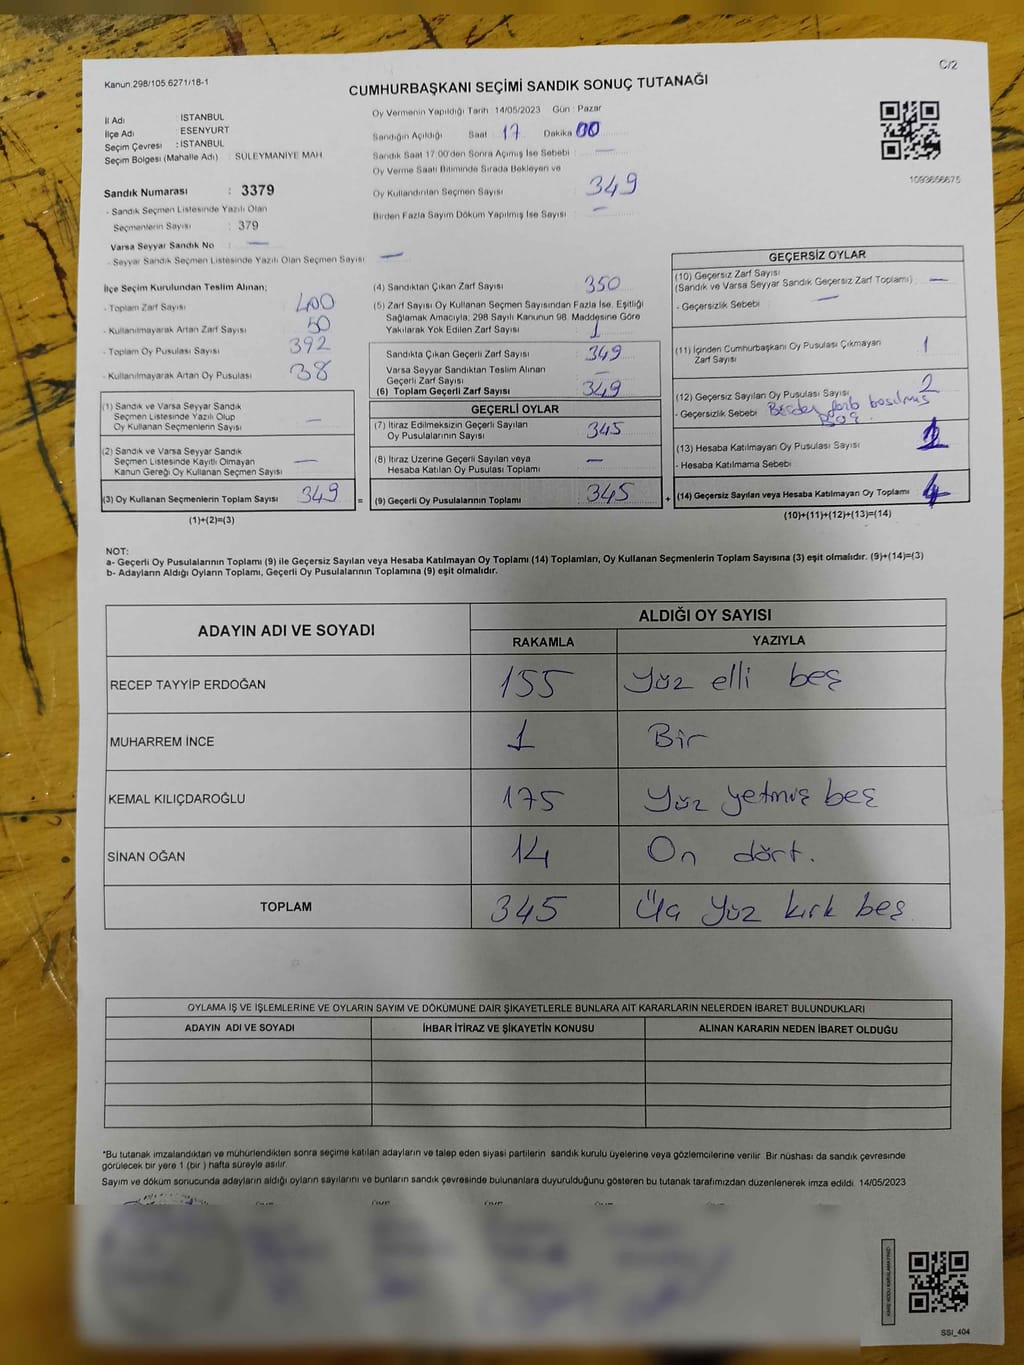 C/2
Kanun 298/105 6271/18-1
CUMHURBAŞKANI SEÇİMİ SANDIK SONUÇ TUTANAĞI
İl Adı : İSTANBUL
İlçe Adı : ESENYURT
Seçim Çevresi : İSTANBUL
Seçim Bölgesi (Mahalle Adı) : SÜLEYMANİYE MAH.
Sandık Numarası : 3379
- Sandık Seçmen Listesinde Yazılı Olan
Seçmenlerin Sayısı : 379
Varsa Seyyar Sandık No : —
- Seyyar Sandık Seçmen Listesinde Yazılı Olan Seçmen Sayısı —
Oy Vermenin Yapıldığı Tarih 14/05/2023 Gün : Pazar
Sandığın Açıldığı Saat : 17 Dakika 00
Sandık Saat 17.00'den Sonra Açılmış İse Sebebi : —
Oy Verme Saati Bitiminde Sırada Bekleyen ve
Oy Kullandırılan Seçmen Sayısı : 349
Birden Fazla Sayım Döküm Yapılmış İse Sayısı : —
1093656675
İlçe Seçim Kurulundan Teslim Alınan;
- Toplam Zarf Sayısı : 400
- Kullanılmayarak Artan Zarf Sayısı : 50
- Toplam Oy Pusulası Sayısı : 392
- Kullanılmayarak Artan Oy Pusulası : 38
(1) Sandık ve Varsa Seyyar Sandık
Seçmen Listesinde Yazılı Olup
Oy Kullanan Seçmenlerin Sayısı : —
(2) Sandık ve Varsa Seyyar Sandık
Seçmen Listesinde Kayıtlı Olmayan
Kanun Gereği Oy Kullanan Seçmen Sayısı : —
(3) Oy Kullanan Seçmenlerin Toplam Sayısı : 349 =
(1)+(2)=(3)
(4) Sandıktan Çıkan Zarf Sayısı : 350
(5) Zarf Sayısı Oy Kullanan Seçmen Sayısından Fazla İse, Eşitliği
Sağlamak Amacıyla, 298 Sayılı Kanunun 98. Maddesine Göre
Yakılarak Yok Edilen Zarf Sayısı : 1
Sandıkta Çıkan Geçerli Zarf Sayısı : 349
Varsa Seyyar Sandıktan Teslim Alınan
Geçerli Zarf Sayısı : —
(6) Toplam Geçerli Zarf Sayısı : 349
GEÇERLİ OYLAR
(7) İtiraz Edilmeksizin Geçerli Sayılan
Oy Pusulalarının Sayısı : 345
(8) İtiraz Üzerine Geçerli Sayılan veya
Hesaba Katılan Oy Pusulası Toplamı : —
(9) Geçerli Oy Pusulalarının Toplamı : 345 +
GEÇERSİZ OYLAR
(10) Geçersiz Zarf Sayısı
(Sandık ve Varsa Seyyar Sandık Geçersiz Zarf Toplamı) : —
- Geçersizlik Sebebi : —
(11) İçinden Cumhurbaşkanı Oy Pusulası Çıkmayan
Zarf Sayısı : 1
(12) Geçersiz Sayılan Oy Pusulası Sayısı : 2
- Geçersizlik Sebebi : basılmış
(13) Hesaba Katılmayan Oy Pusulası Sayısı : 1
- Hesaba Katılmama Sebebi
(14) Geçersiz Sayılan veya Hesaba Katılmayan Oy Toplamı : 4
(10)+(11)+(12)+(13)=(14)
NOT:
a- Geçerli Oy Pusulalarının Toplamı (9) ile Geçersiz Sayılan veya Hesaba Katılmayan Oy Toplamı (14) Toplamları, Oy Kullanan Seçmenlerin Toplam Sayısına (3) eşit olmalıdır. (9)+(14)=(3)
b- Adayların Aldığı Oyların Toplamı, Geçerli Oy Pusulalarının Toplamına (9) eşit olmalıdır.
ADAYIN ADI VE SOYADI ALDIĞI OY SAYISI
RAKAMLA YAZIYLA
RECEP TAYYİP ERDOĞAN 155 Yüz elli beş
MUHARREM İNCE 1 Bir
KEMAL KILIÇDAROĞLU 175 Yüz yetmiş beş
SİNAN OĞAN 14 On dört.
TOPLAM 345 Üç Yüz kırk beş
OYLAMA İŞ VE İŞLEMLERİNE VE OYLARIN SAYIM VE DÖKÜMÜNE DAİR ŞİKAYETLERLE BUNLARA AİT KARARLARIN NELERDEN İBARET BULUNDUKLARI
ADAYIN ADI VE SOYADI İHBAR İTİRAZ VE ŞİKAYETİN KONUSU ALINAN KARARIN NEDEN İBARET OLDUĞU
*Bu tutanak imzalandıktan ve mühürlendikten sonra seçime katılan adayların ve talep eden siyasi partilerin sandık kurulu üyelerine veya gözlemcilerine verilir. Bir nüshası da sandık çevresinde
görülecek bir yere 1 (bir ) hafta süreyle asılır.
Sayım ve döküm sonucunda adayların aldığı oyların sayılarını ve bunların sandık çevresinde bulunanlara duyurulduğunu gösteren bu tutanak tarafımızdan düzenlenerek imza edildi. 14/05/2023
SSI_404